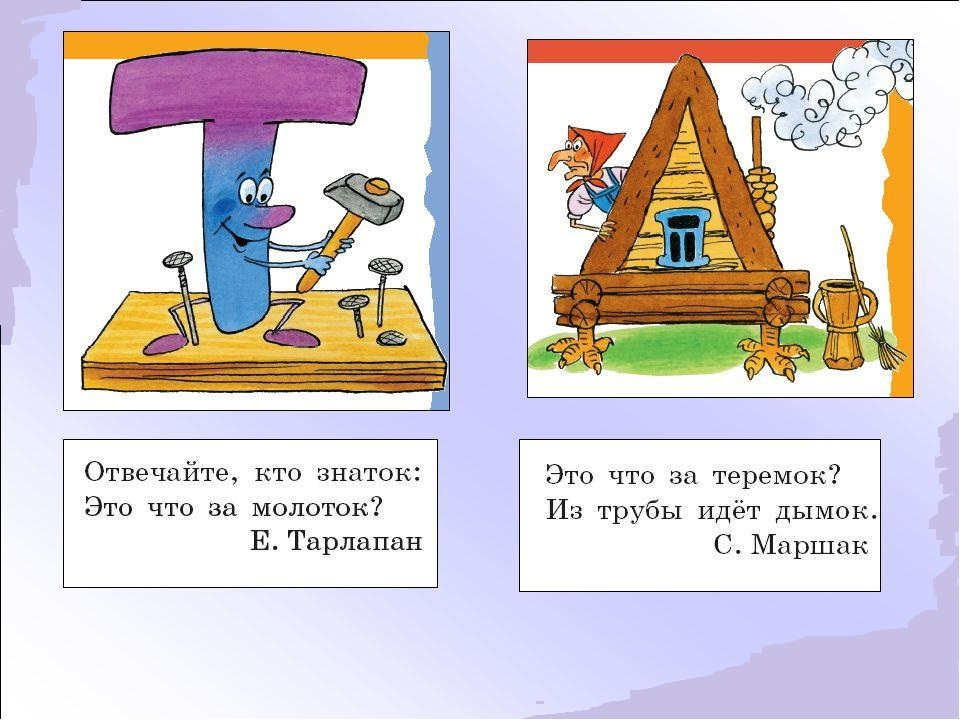 Отвечайте, кто знаток:
Это что за молоток?
Е. Тарлапан
Это что за теремок?
Из трубы идёт дымок.
С. Маршак